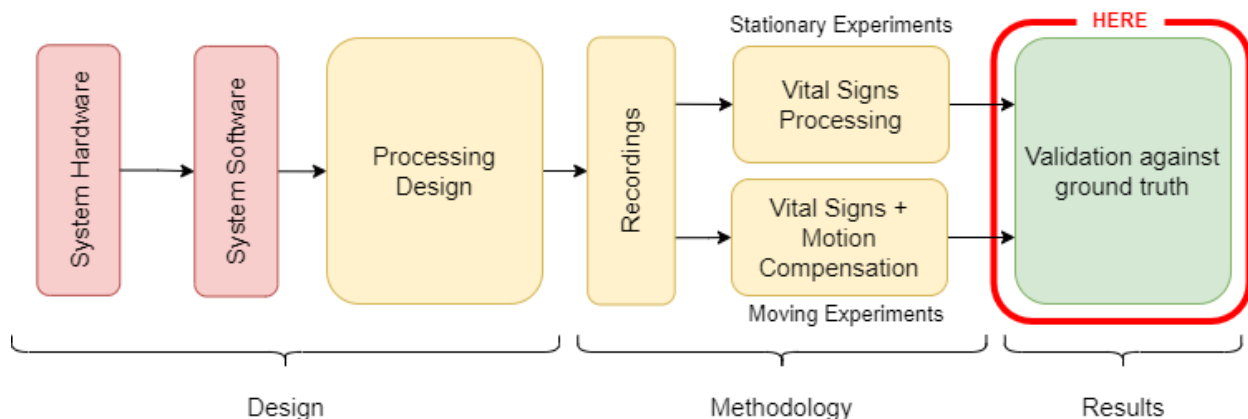 System Hardware
System Software
Processing
Design
Recordings
Stationary Experiments
Vital Signs
Processing
Vital Signs +
Motion
Compensation
Moving Experiments
HERE
Validation against
ground truth
Design
Methodology
Results